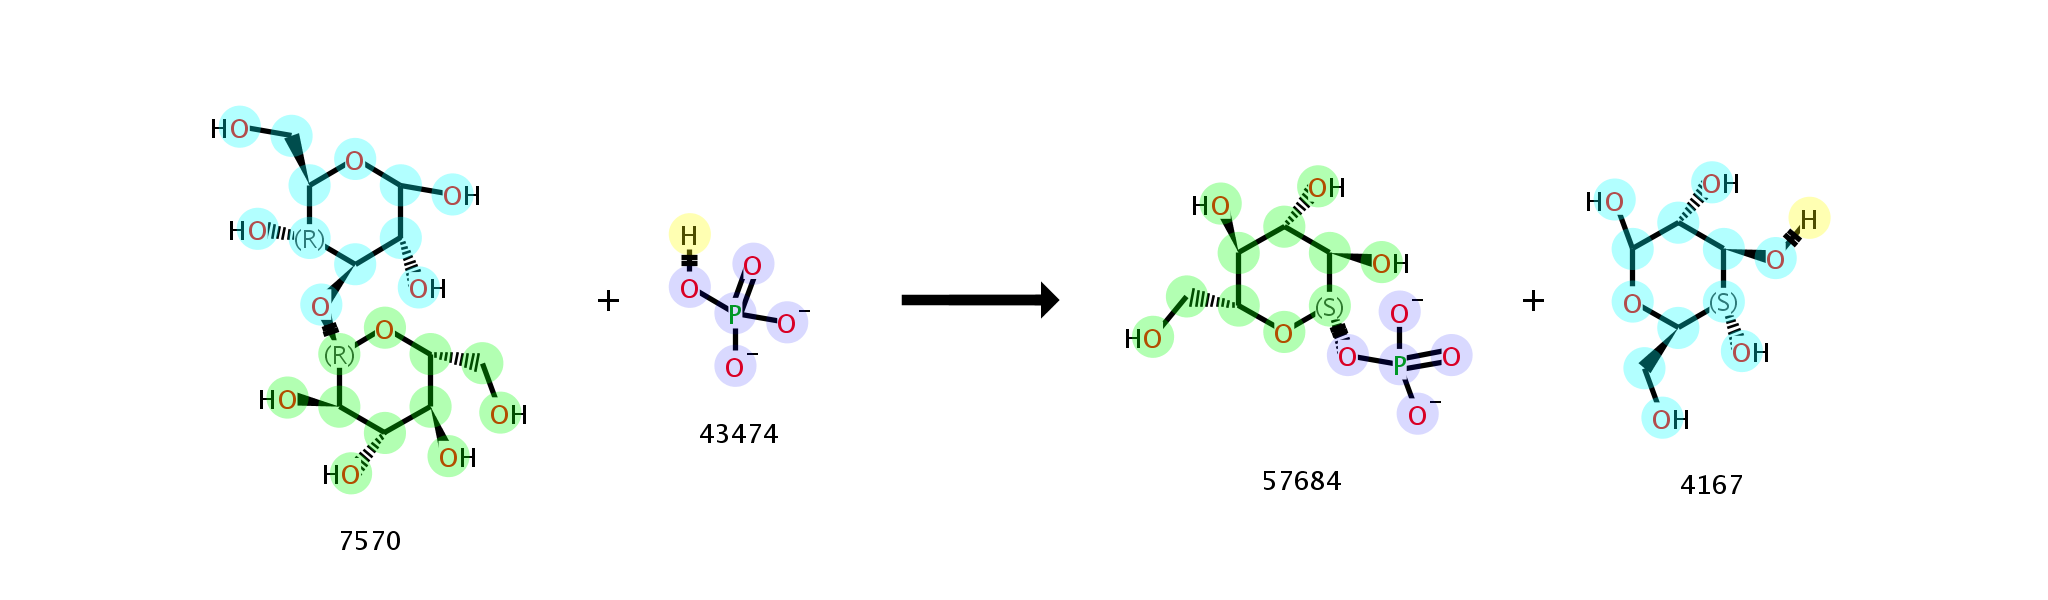 HO O OH
HO (R) OH
O
(R) O
HO OH
HO OH
7570
+
H
O O
P O−
O−
43474
HO OH
OH
(S) O−
HO O O P O
O−
57684
+
HO OH H
O
O (S)
OH
OH
4167